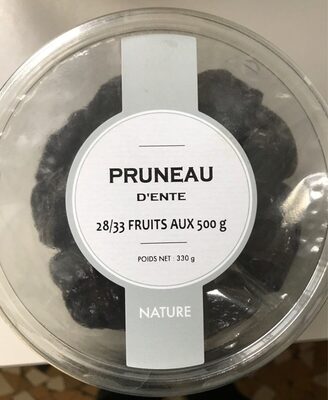 PRUNEAU
D'ENTE
28/33 FRUITS AUX 500 g
POIDS NET : 330 g
NATURE